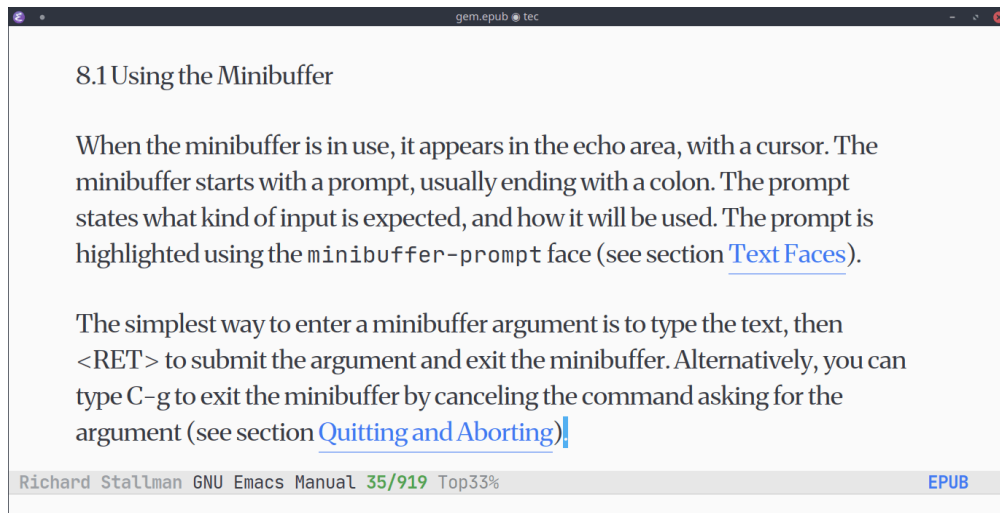 gem.epub ◉ tec
8.1 Using the Minibuffer
When the minibuffer is in use, it appears in the echo area, with a cursor. The
minibuffer starts with a prompt, usually ending with a colon. The prompt
states what kind of input is expected, and how it will be used. The prompt is
highlighted using the minibuffer-prompt face (see section Text Faces).
The simplest way to enter a minibuffer argument is to type the text, then
<RET> to submit the argument and exit the minibuffer. Alternatively, you can
type C-g to exit the minibuffer by canceling the command asking for the
argument (see section Quitting and Aborting).
Richard Stallman GNU Emacs Manual 35/919 Top33% EPUB